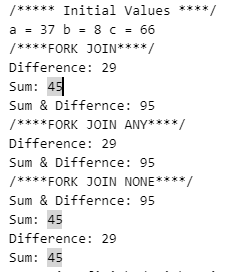 /***** Initial Values ****/
a = 37 b = 8 c = 66
/****FORK JOIN****/
Difference: 29
Sum: 45
Sum & Differnce: 95
/****FORK JOIN ANY****/
Difference: 29
Sum & Differnce: 95
/****FORK JOIN NONE****/
Sum & Differnce: 95
Sum: 45
Difference: 29
Sum: 45